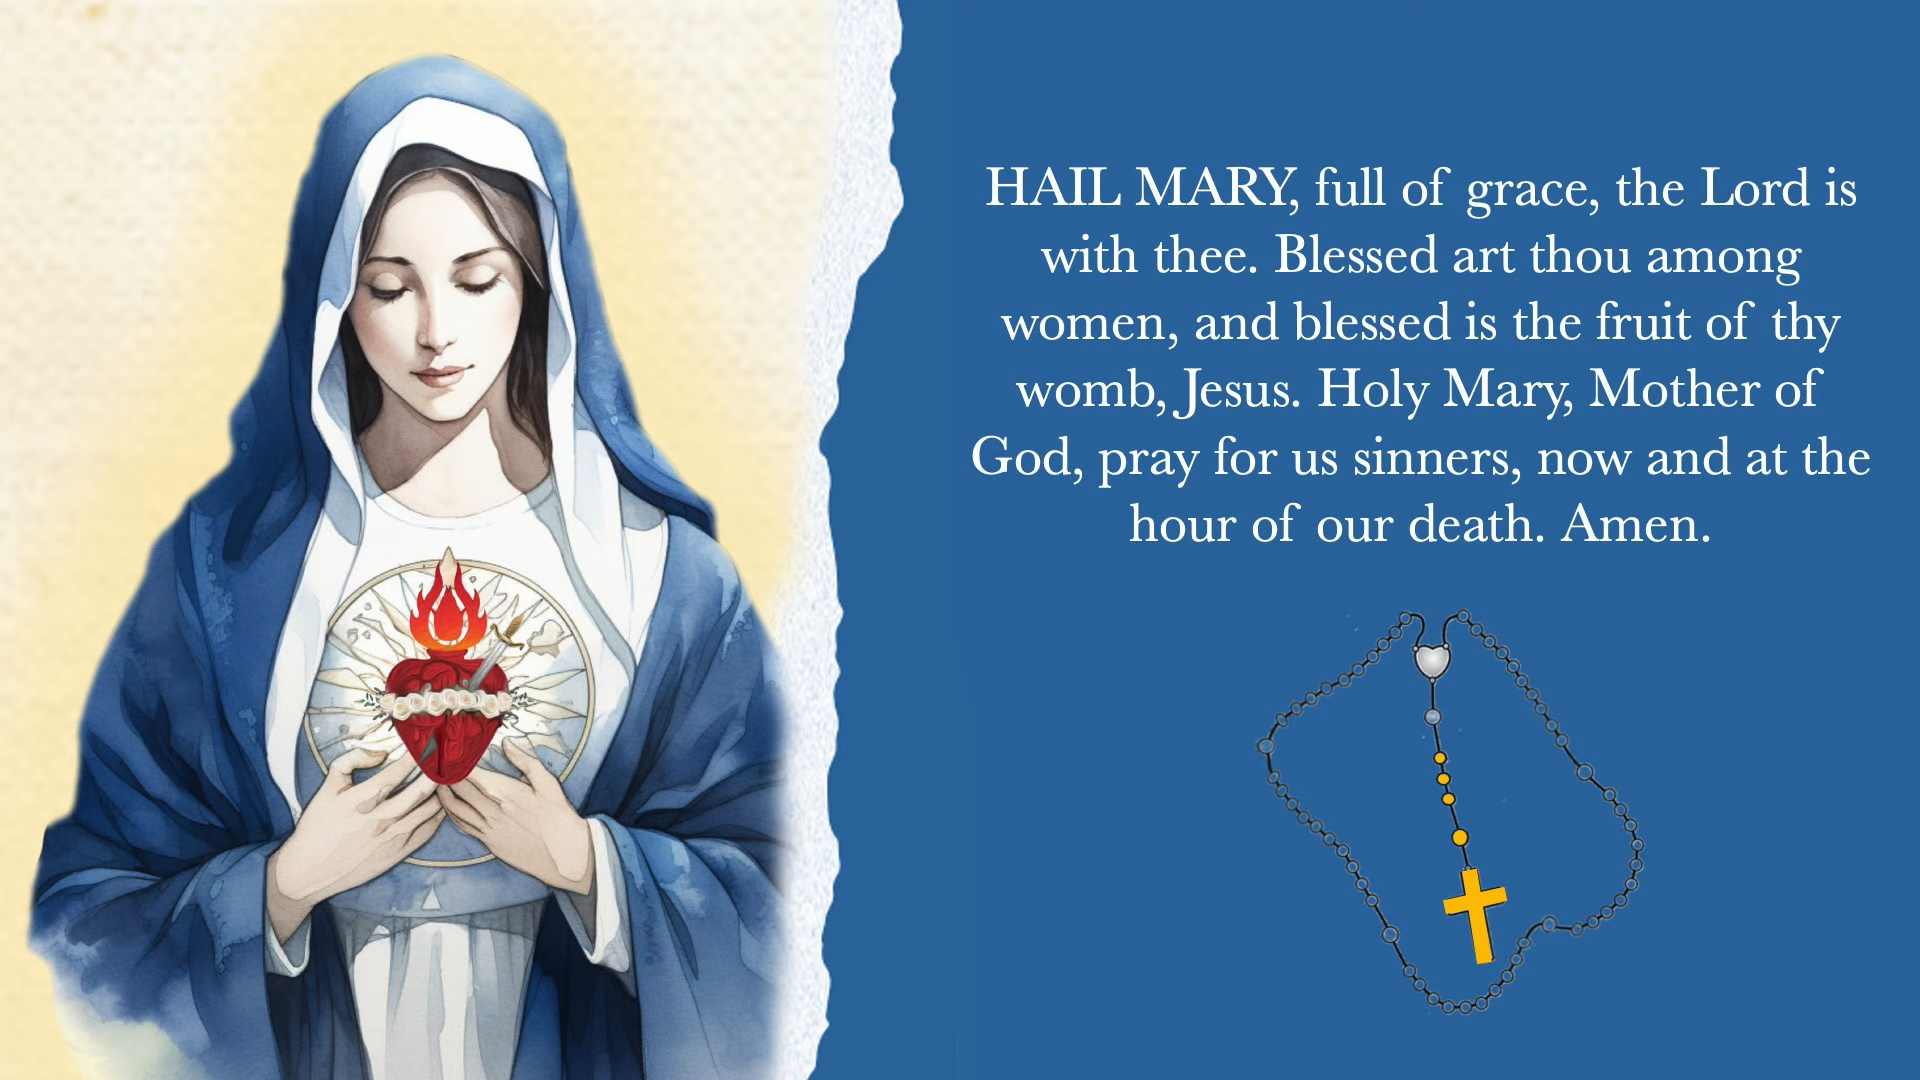 HAIL MARY, full of grace, the Lord is
with thee. Blessed art thou among
women, and blessed is the fruit of thy
womb, Jesus. Holy Mary, Mother of
God, pray for us sinners, now and at the
hour of our death. Amen.